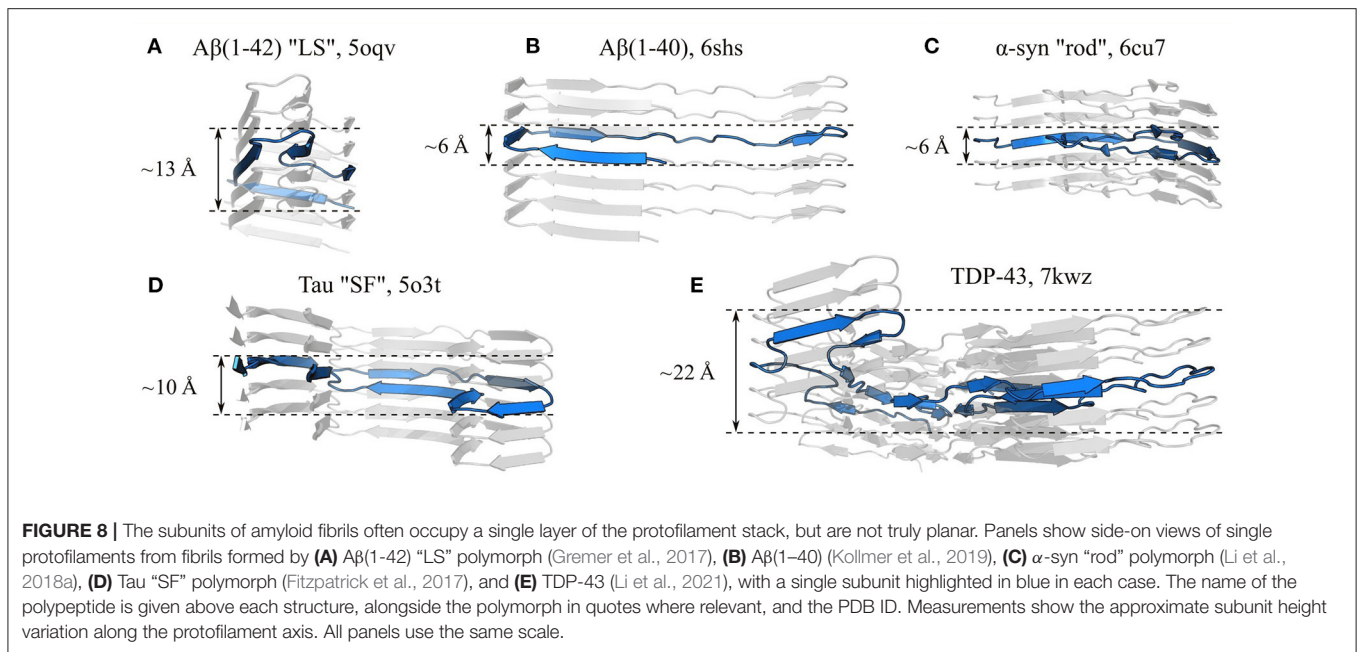 A Aβ(1-42) "LS", 5oqv
~13 Å
B Aβ(1-40), 6shs
~6 Å
C α-syn "rod", 6cu7
~6 Å
D Tau "SF", 5o3t
~10 Å
E TDP-43, 7kwz
~22 Å
FIGURE 8 | The subunits of amyloid fibrils often occupy a single layer of the protofilament stack, but are not truly planar. Panels show side-on views of single
protofilaments from fibrils formed by (A) Aβ(1-42) “LS” polymorph (Gremer et al., 2017), (B) Aβ(1–40) (Kollmer et al., 2019), (C) α-syn “rod” polymorph (Li et al.,
2018a), (D) Tau “SF” polymorph (Fitzpatrick et al., 2017), and (E) TDP-43 (Li et al., 2021), with a single subunit highlighted in blue in each case. The name of the
polypeptide is given above each structure, alongside the polymorph in quotes where relevant, and the PDB ID. Measurements show the approximate subunit height
variation along the protofilament axis. All panels use the same scale.